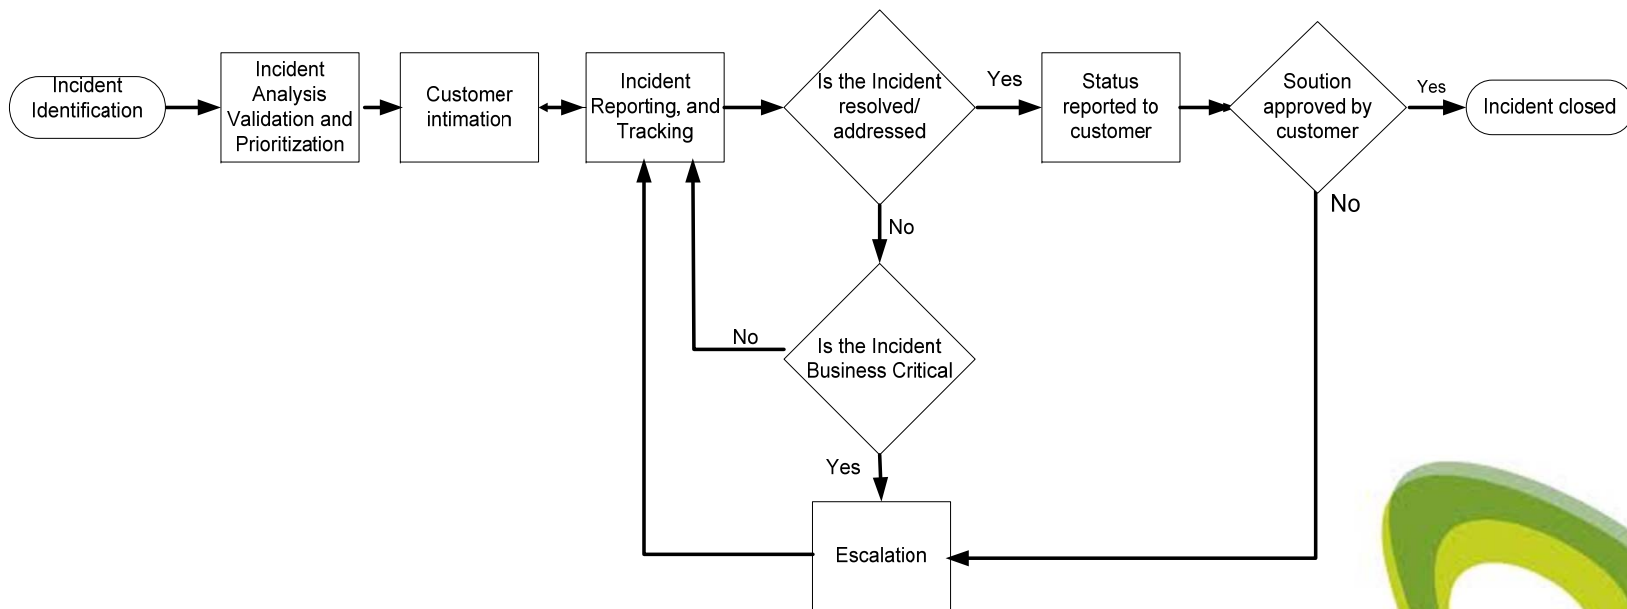 Incident
Identification
Incident
Analysis
Validation and
Prioritization
Customer
intimation
Incident
Reporting, and
Tracking
Is the Incident
resolved/
addressed
Yes
Status
reported to
customer
Soution
approved by
customer
Yes
Incident closed
No
No
Is the Incident
Business Critical
No
Yes
Escalation